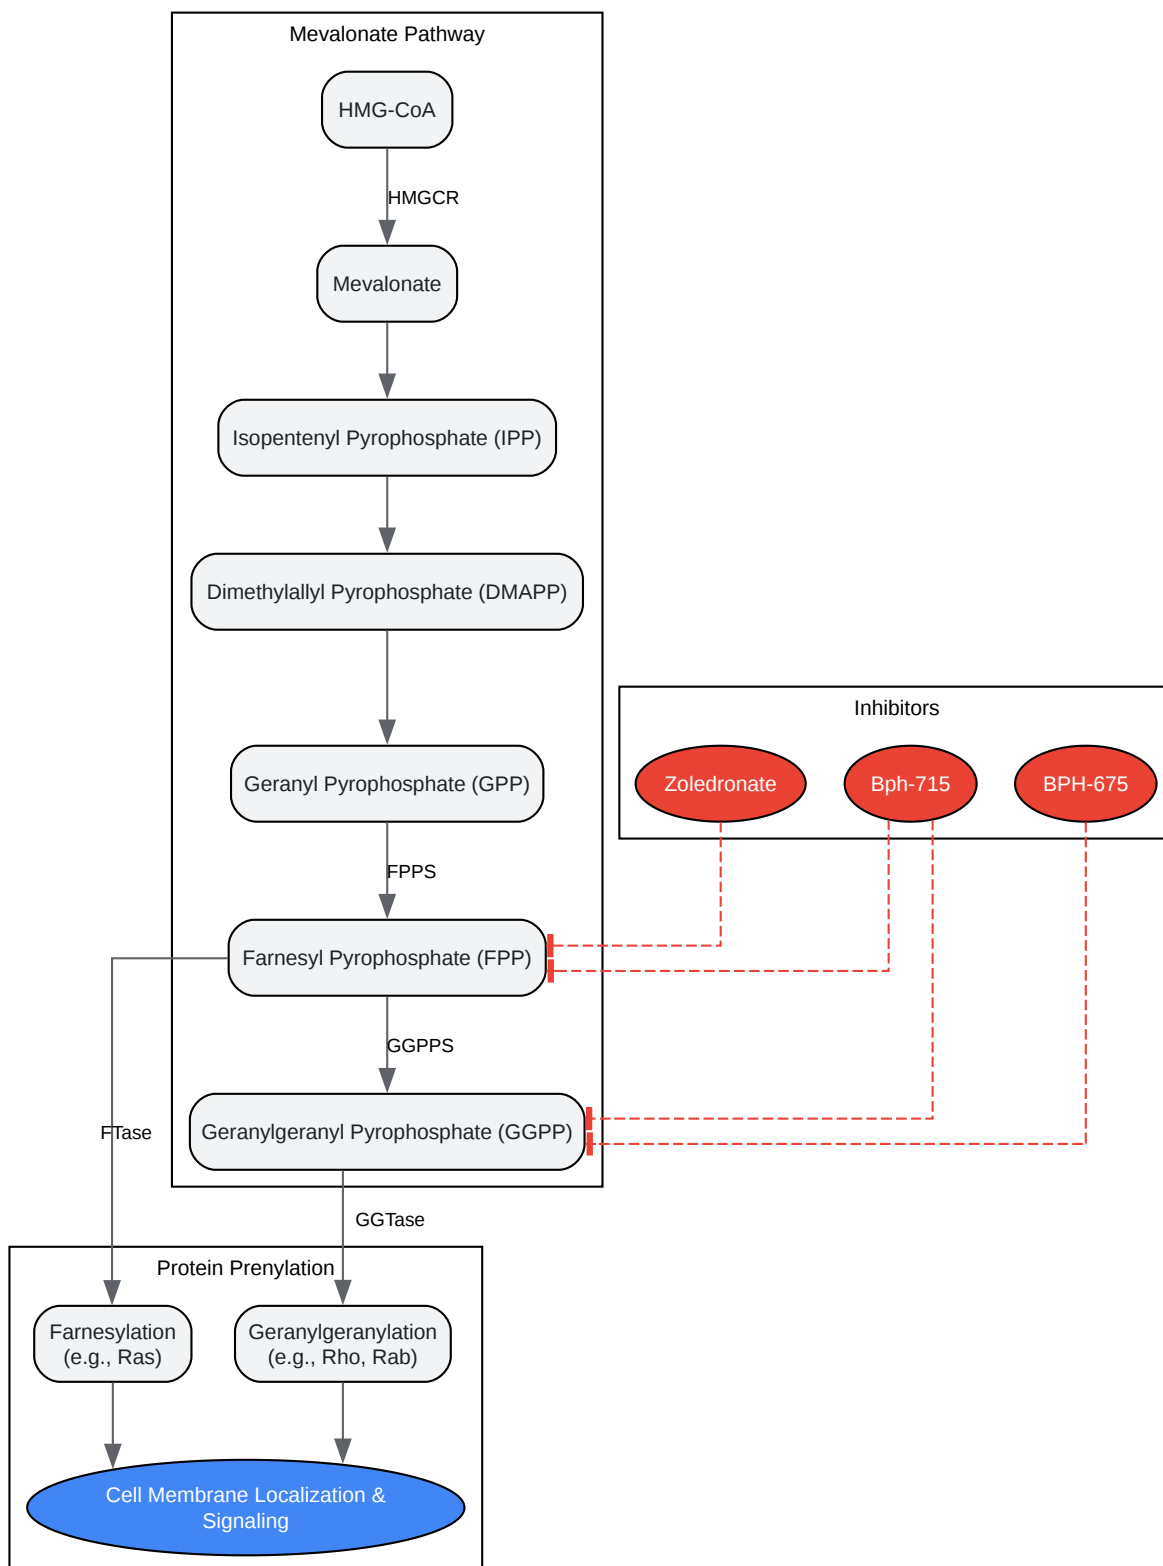 Mevalonate Pathway
HMG-CoA
HMGCR
Mevalonate
Isopentenyl Pyrophosphate (IPP)
Dimethylallyl Pyrophosphate (DMAPP)
Geranyl Pyrophosphate (GPP)
FPPS
Farnesyl Pyrophosphate (FPP)
GGPPS
Geranylgeranyl Pyrophosphate (GGPP)
Inhibitors
Zoledronate
Bph-715
BPH-675
FTase
GGTase
Protein Prenylation
Farnesylation
(e.g., Ras)
Geranylgeranylation
(e.g., Rho, Rab)
Cell Membrane Localization &
Signaling